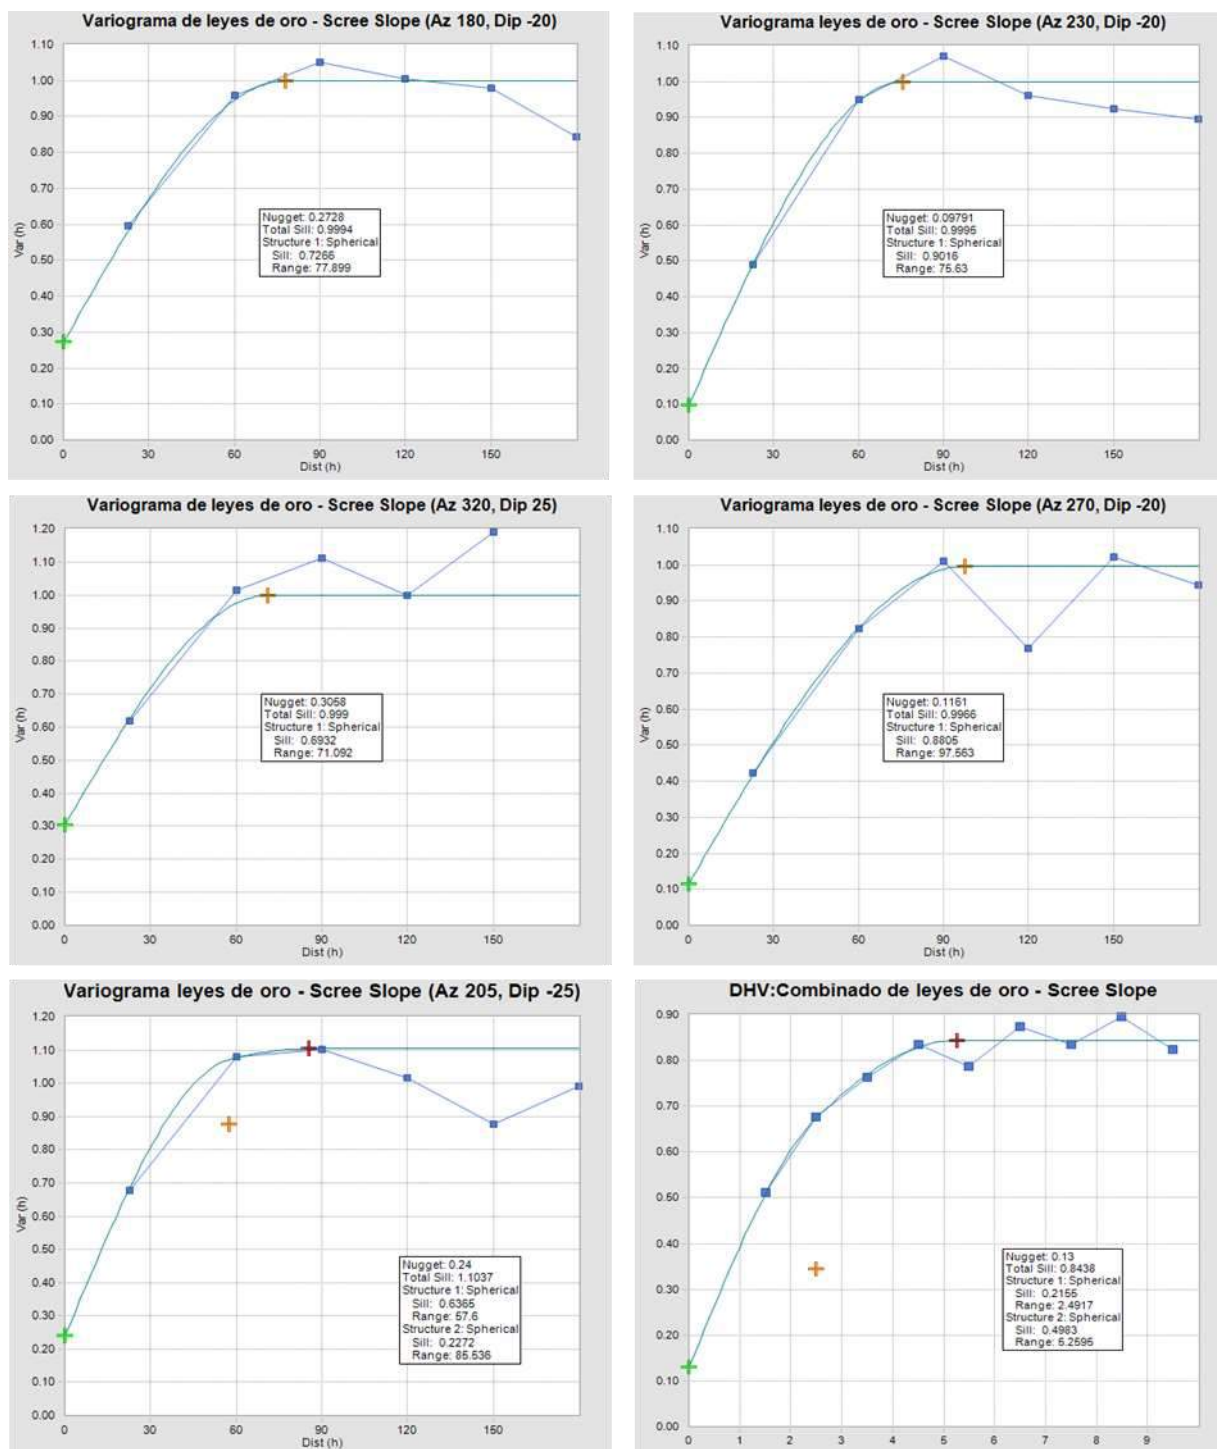 Variograma de leyes de oro - Scree Slope (Az 180, Dip -20)
1.10
1.00
0.90
0.80
0.70
0.60
0.50
0.40
0.30
0.20
0.10
0.00
Var (h)
Nugget: 0.2728
Total Sill: 0.9994
Structure 1: Spherical
Sill: 0.7266
Range: 77.899
0 30 60 90 120 150
Dist (h)
Variograma leyes de oro - Scree Slope (Az 230, Dip -20)
1.10
1.00
0.90
0.80
0.70
0.60
0.50
0.40
0.30
0.20
0.10
0.00
Var (h)
Nugget: 0.09791
Total Sill: 0.9995
Structure 1: Spherical
Sill: 0.9016
Range: 75.63
0 30 60 90 120 150
Dist (h)
Variograma de leyes de oro - Scree Slope (Az 320, Dip 25)
1.20
1.10
1.00
0.90
0.80
0.70
0.60
0.50
0.40
0.30
0.20
0.10
0.00
Var (h)
Nugget: 0.3058
Total Sill: 0.999
Structure 1: Spherical
Sill: 0.6932
Range: 71.092
0 30 60 90 120 150
Dist (h)
Variograma leyes de oro - Scree Slope (Az 270, Dip -20)
1.10
1.00
0.90
0.80
0.70
0.60
0.50
0.40
0.30
0.20
0.10
0.00
Var (h)
Nugget: 0.1161
Total Sill: 0.9966
Structure 1: Spherical
Sill: 0.8805
Range: 97.563
0 30 60 90 120 150
Dist (h)
Variograma leyes de oro - Scree Slope (Az 205, Dip -25)
1.20
1.10
1.00
0.90
0.80
0.70
0.60
0.50
0.40
0.30
0.20
0.10
0.00
Var (h)
Nugget: 0.24
Total Sill: 1.1037
Structure 1: Spherical
Sill: 0.6365
Range: 57.6
Structure 2: Spherical
Sill: 0.2272
Range: 85.536
0 30 60 90 120 150
Dist (h)
DHV:Combinado de leyes de oro - Scree Slope
0.90
0.80
0.70
0.60
0.50
0.40
0.30
0.20
0.10
0.00
Var (h)
Nugget: 0.13
Total Sill: 0.8438
Structure 1: Spherical
Sill: 0.2155
Range: 2.4917
Structure 2: Spherical
Sill: 0.4983
Range: 5.2595
0 1 2 3 4 5 6 7 8 9